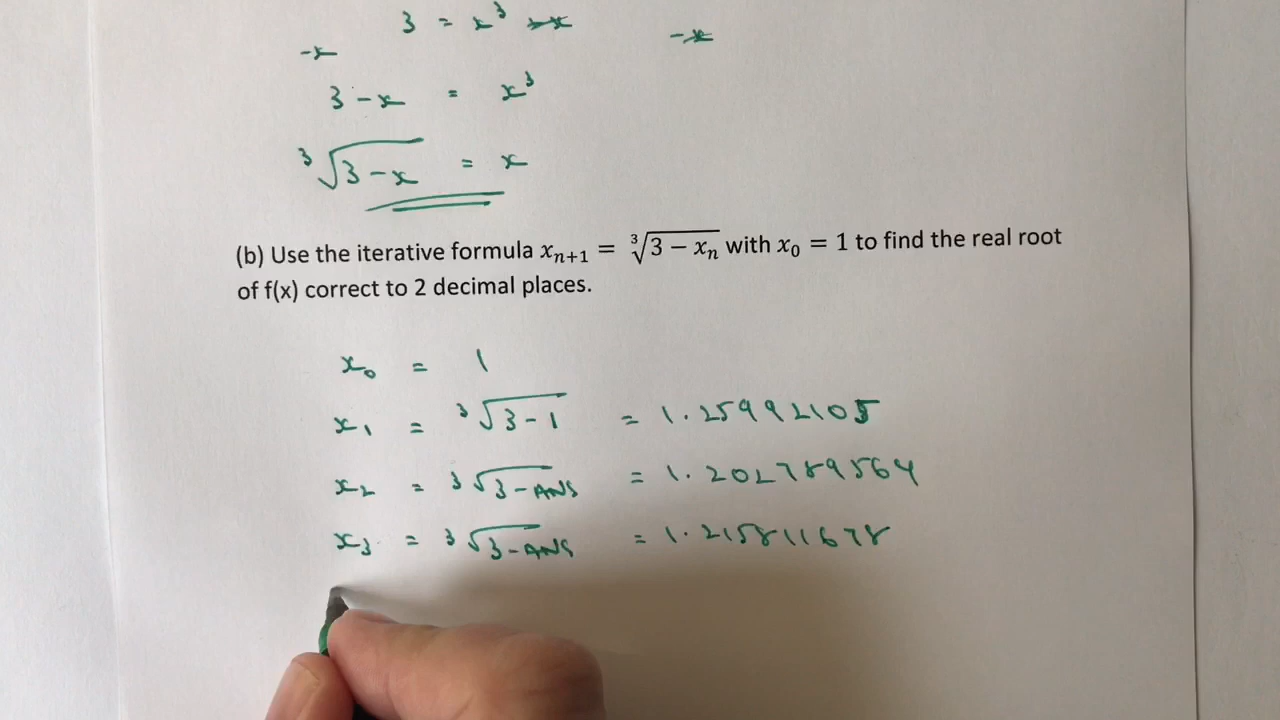 3 = x³ +x
-x -x
3 - x = x³
³√3 - x = x
(b) Use the iterative formula xₙ₊₁ = ³√3 − xₙ with x₀ = 1 to find the real root
of f(x) correct to 2 decimal places.
x₀ = 1
x₁ = ³√3 - 1 = 1.25992105
x₂ = ³√3 - ANS = 1.202789564
x₃ = ³√3 - ANS = 1.215811678